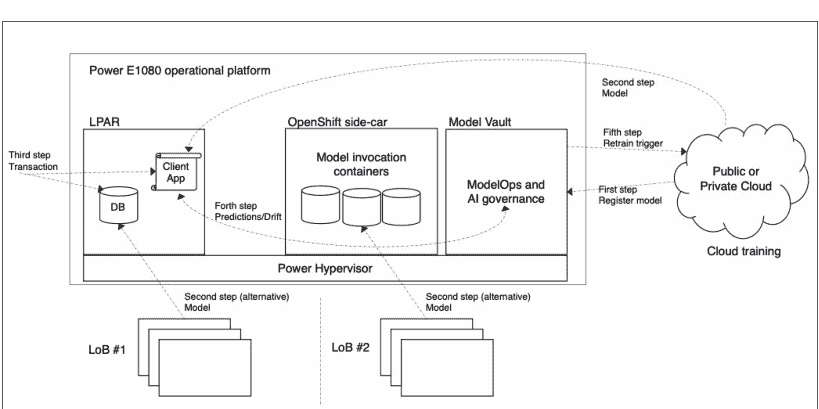 Power E1080 operational platform
Second step
Model
LPAR
OpenShift side-car
Model Vault
Third step
Transaction
Client
App
DB
Model invocation
containers
ModelOps and
AI governance
Fifth step
Retrain trigger
First step
Register model
Public or
Private Cloud
Cloud training
Forth step
Predictions/Drift
Power Hypervisor
Second step (alternative)
Model
Second step (alternative)
Model
LoB #1
LoB #2